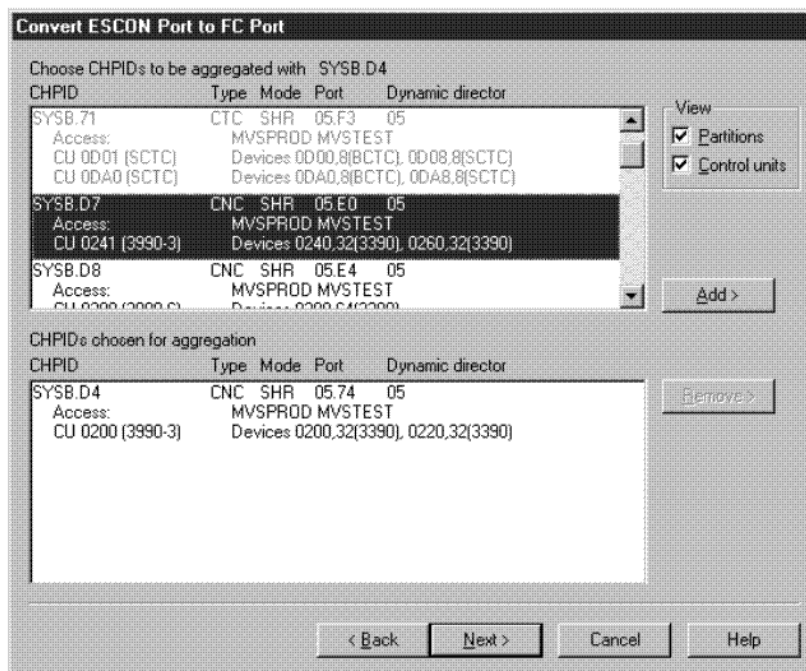 Convert ESCON Port to FC Port
Choose CHPIDs to be aggregated with SYSB.D4
CHPID Type Mode Port Dynamic director
SYSB.71 CTC SHR 05.F3 05
Access: MVSPROD MVSTEST
CU 0D01 (SCTC) Devices 0D00,8(BCTC), 0D08,8(SCTC)
CU 0DA0 (SCTC) Devices 0DA0,8(BCTC), 0DA8,8(SCTC)
SYSB.D7 CNC SHR 05.E0 05
Access: MVSPROD MVSTEST
CU 0241 (3990-3) Devices 0240,32(3390), 0260,32(3390)
SYSB.D8 CNC SHR 05.E4 05
Access: MVSPROD MVSTEST
View
Partitions
Control units
Add >
CHPIDs chosen for aggregation
CHPID Type Mode Port Dynamic director
SYSB.D4 CNC SHR 05.74 05
Access: MVSPROD MVSTEST
CU 0200 (3990-3) Devices 0200,32(3390), 0220,32(3390)
Remove >
< Back
Next >
Cancel
Help